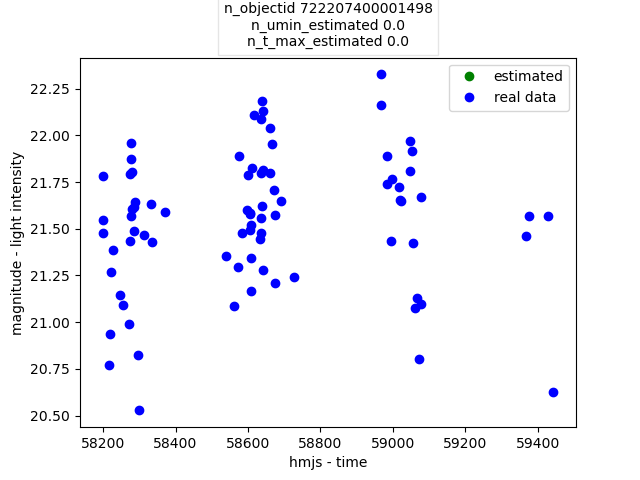 n_objectid 722207400001498
n_umin_estimated 0.0
n_t_max_estimated 0.0
estimated
real data
magnitude - light intensity
22.25
22.00
21.75
21.50
21.25
21.00
20.75
20.50
58200 58400 58600 58800 59000 59200 59400
hmjs - time